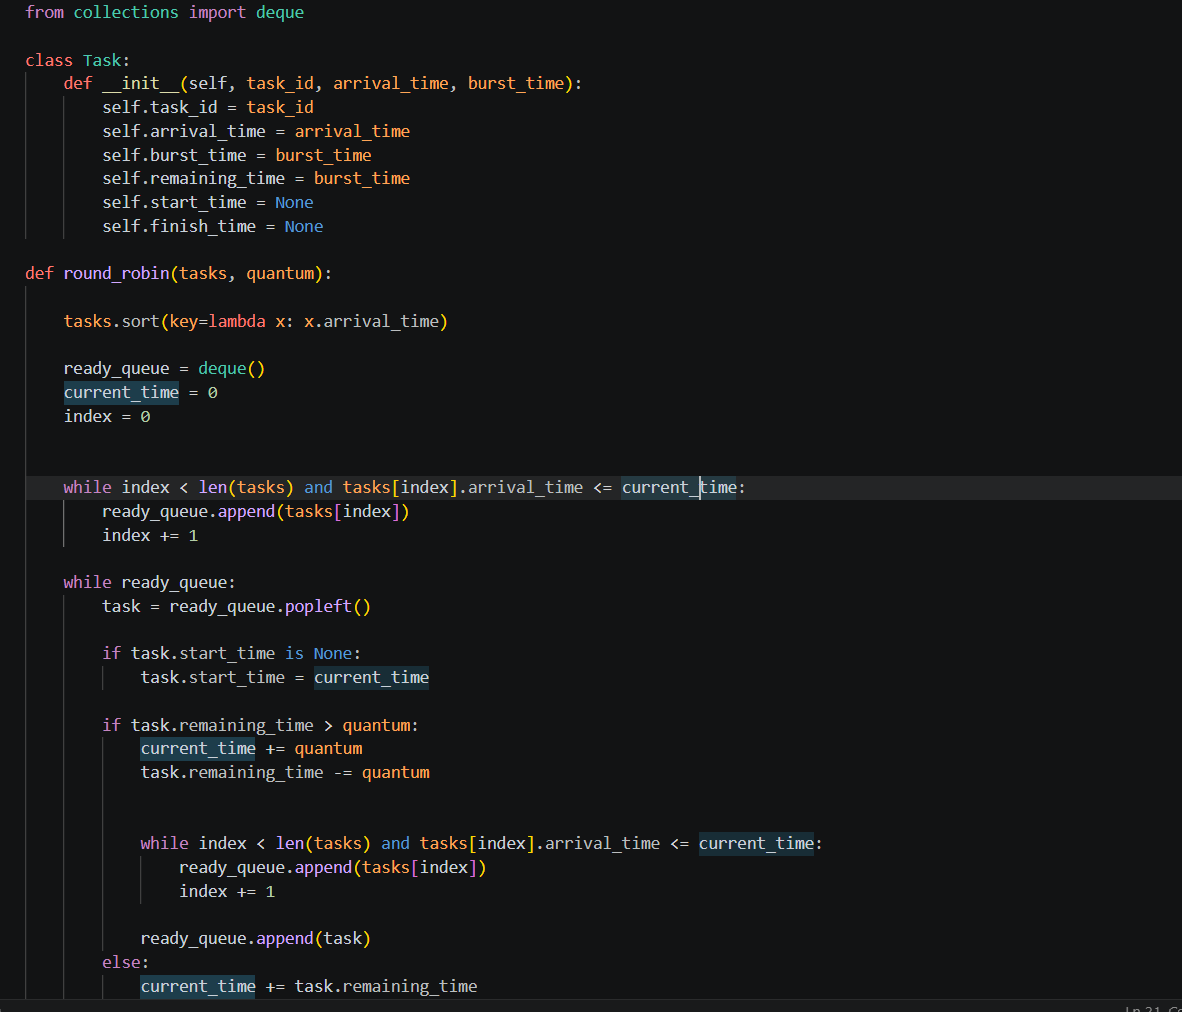 from collections import deque
class Task:
    def __init__(self, task_id, arrival_time, burst_time):
        self.task_id = task_id
        self.arrival_time = arrival_time
        self.burst_time = burst_time
        self.remaining_time = burst_time
        self.start_time = None
        self.finish_time = None
def round_robin(tasks, quantum):
    tasks.sort(key=lambda x: x.arrival_time)
    ready_queue = deque()
    current_time = 0
    index = 0
    while index < len(tasks) and tasks[index].arrival_time <= current_time:
        ready_queue.append(tasks[index])
        index += 1
    while ready_queue:
        task = ready_queue.popleft()
        if task.start_time is None:
            task.start_time = current_time
        if task.remaining_time > quantum:
            current_time += quantum
            task.remaining_time -= quantum
            while index < len(tasks) and tasks[index].arrival_time <= current_time:
                ready_queue.append(tasks[index])
                index += 1
            ready_queue.append(task)
        else:
            current_time += task.remaining_time